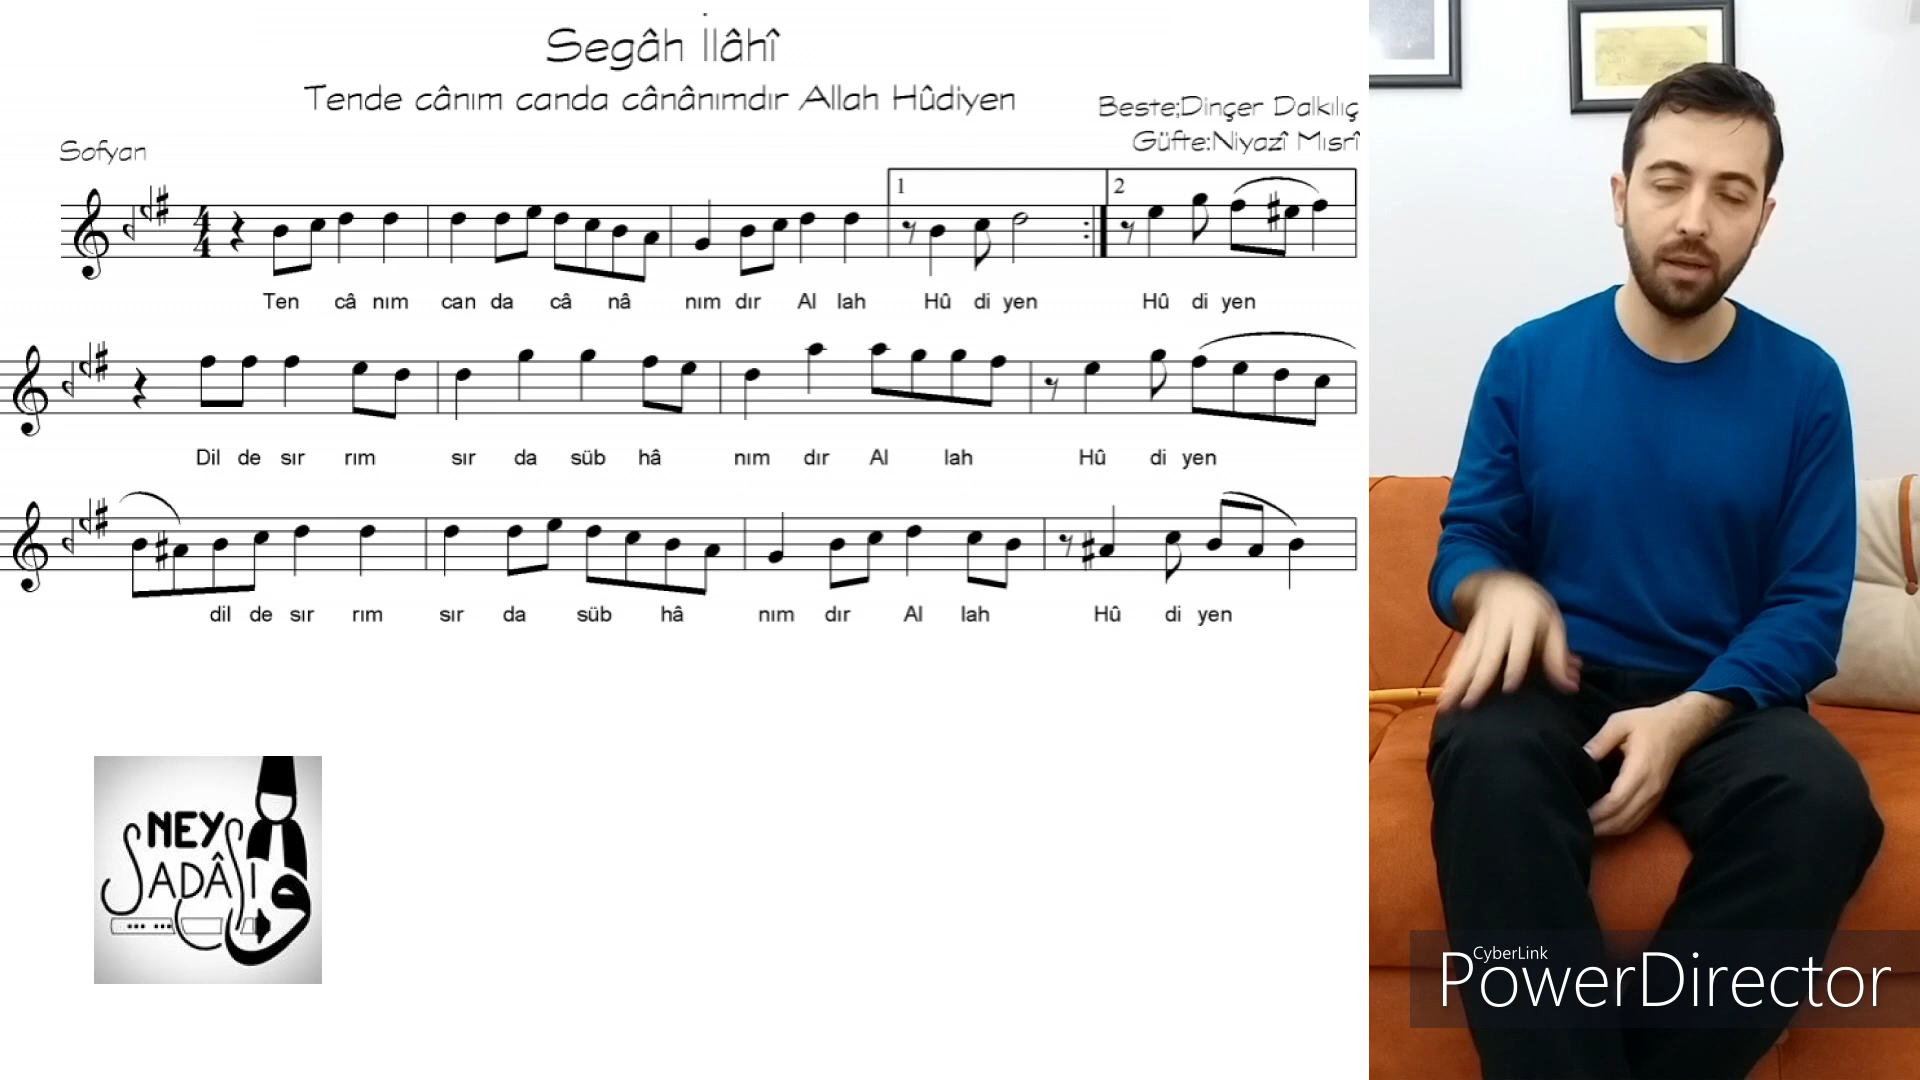 Segâh İlâhî
Tende cânım canda cânânımdır Allah Hûdiyen
Beste;Dinçer Dalkılıç
Güfte:Niyazî Mısrî
Sofyan
1
2
4
4
Ten câ nım can da câ nâ nım dır Al lah Hû di yen Hû di yen
Dil de sır rım sır da süb hâ nım dır Al lah Hû di yen
dil de sır rım sır da süb hâ nım dır Al lah Hû di yen
NEY
SADÂSI
و
CyberLink
PowerDirector